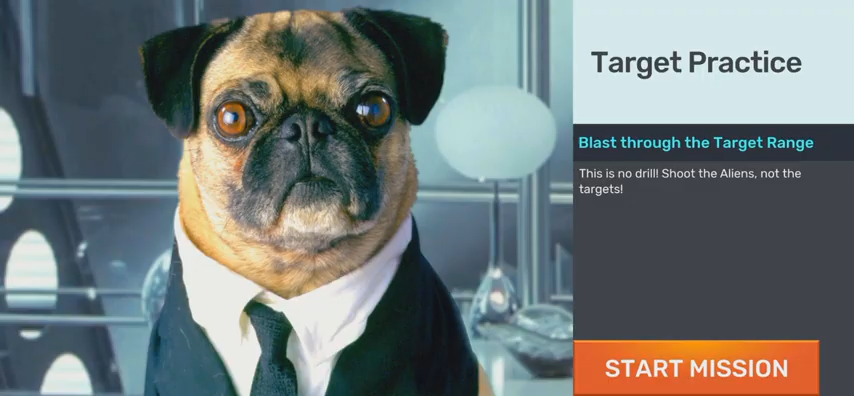 Target Practice
Blast through the Target Range
This is no drill! Shoot the Aliens, not the
targets!
START MISSION